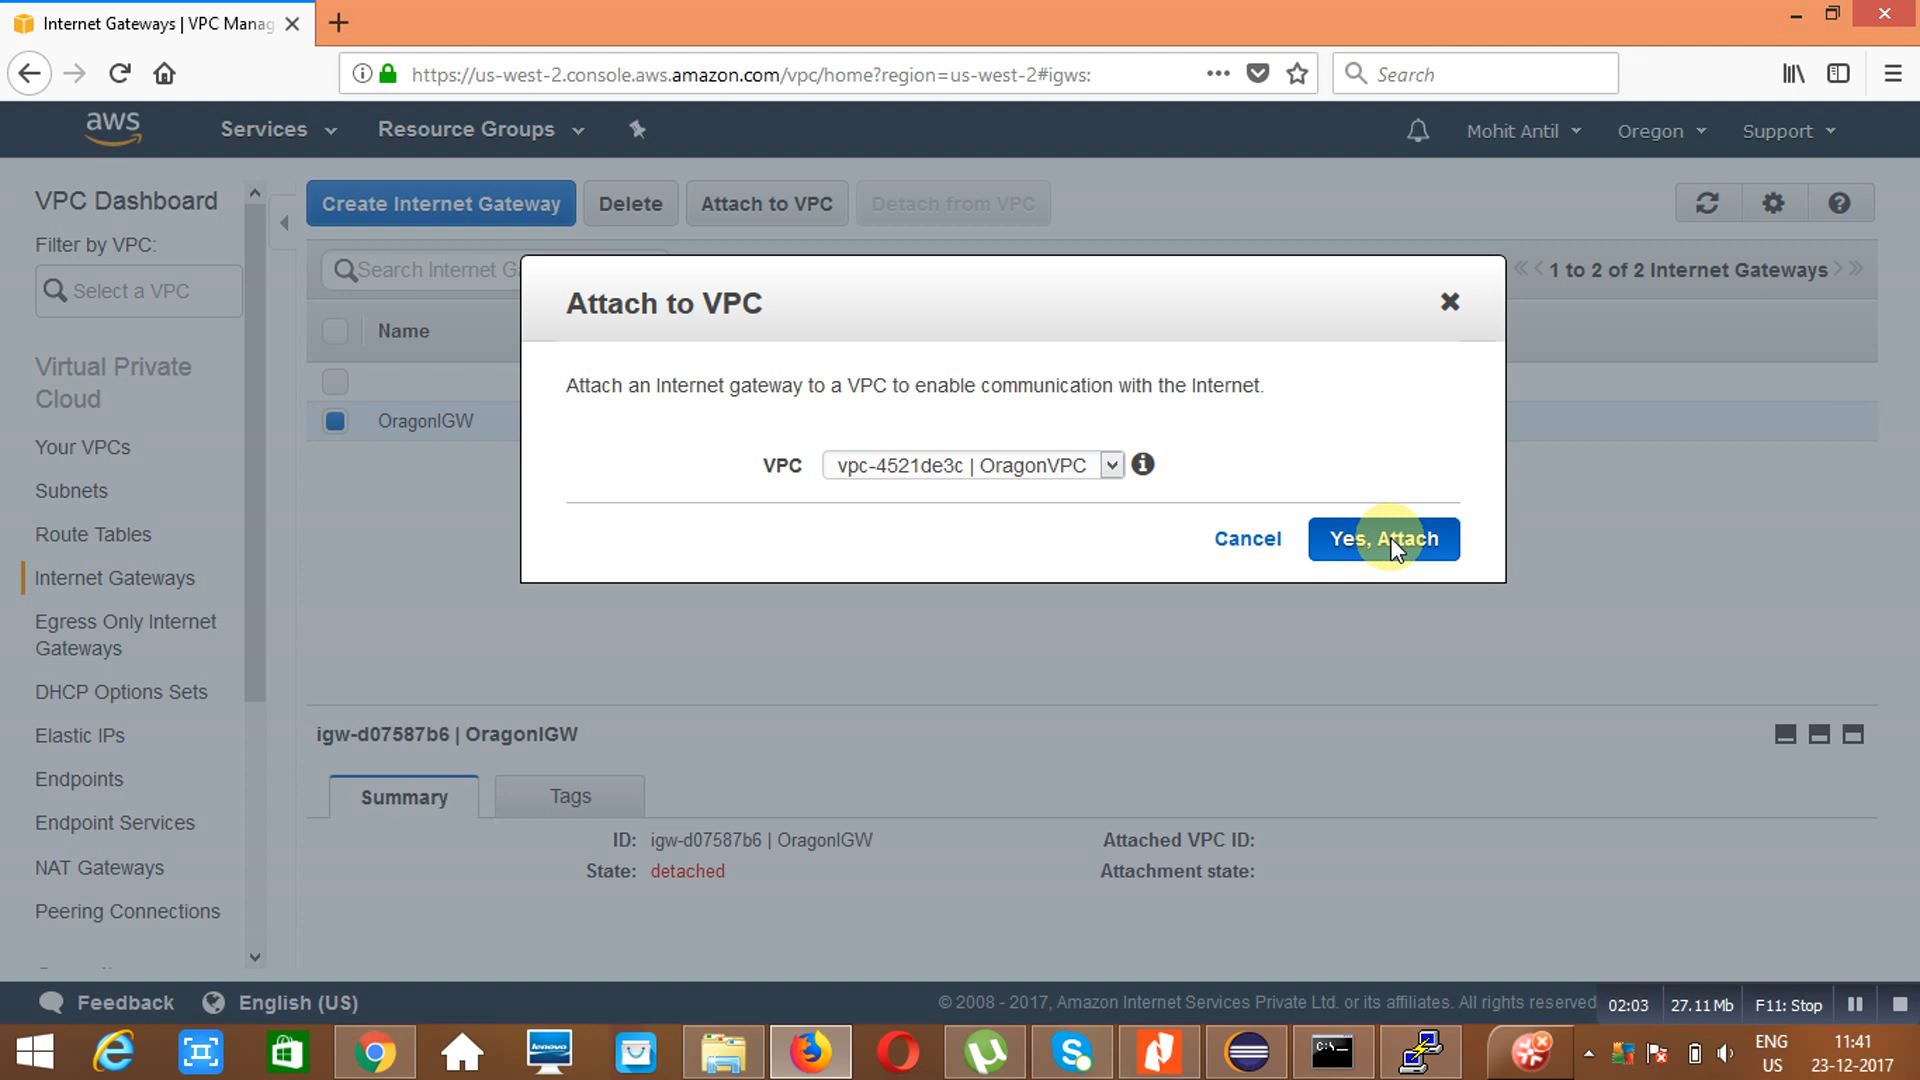 Internet Gateways | VPC Manag
https://us-west-2.console.aws.amazon.com/vpc/home?region=us-west-2#igws:
Search
aws
Services
Resource Groups
Mohit Antil
Oregon
Support
VPC Dashboard
Filter by VPC:
Select a VPC
Virtual Private
Cloud
Your VPCs
Subnets
Route Tables
Internet Gateways
Egress Only Internet
Gateways
DHCP Options Sets
Elastic IPs
Endpoints
Endpoint Services
NAT Gateways
Peering Connections
Create Internet Gateway
Delete
Attach to VPC
Detach from VPC
Search Internet G
1 to 2 of 2 Internet Gateways
Name
OragonIGW
Attach to VPC
Attach an Internet gateway to a VPC to enable communication with the Internet.
VPC
vpc-4521de3c | OragonVPC
Cancel
Yes, Attach
igw-d07587b6 | OragonIGW
Summary
Tags
ID: igw-d07587b6 | OragonIGW
Attached VPC ID:
State: detached
Attachment state:
Feedback
English (US)
© 2008 - 2017, Amazon Internet Services Private Ltd. or its affiliates. All rights reserved
02:03
27.11 Mb
F11: Stop
lenovo
C:\
ENG
US
11:41
23-12-2017